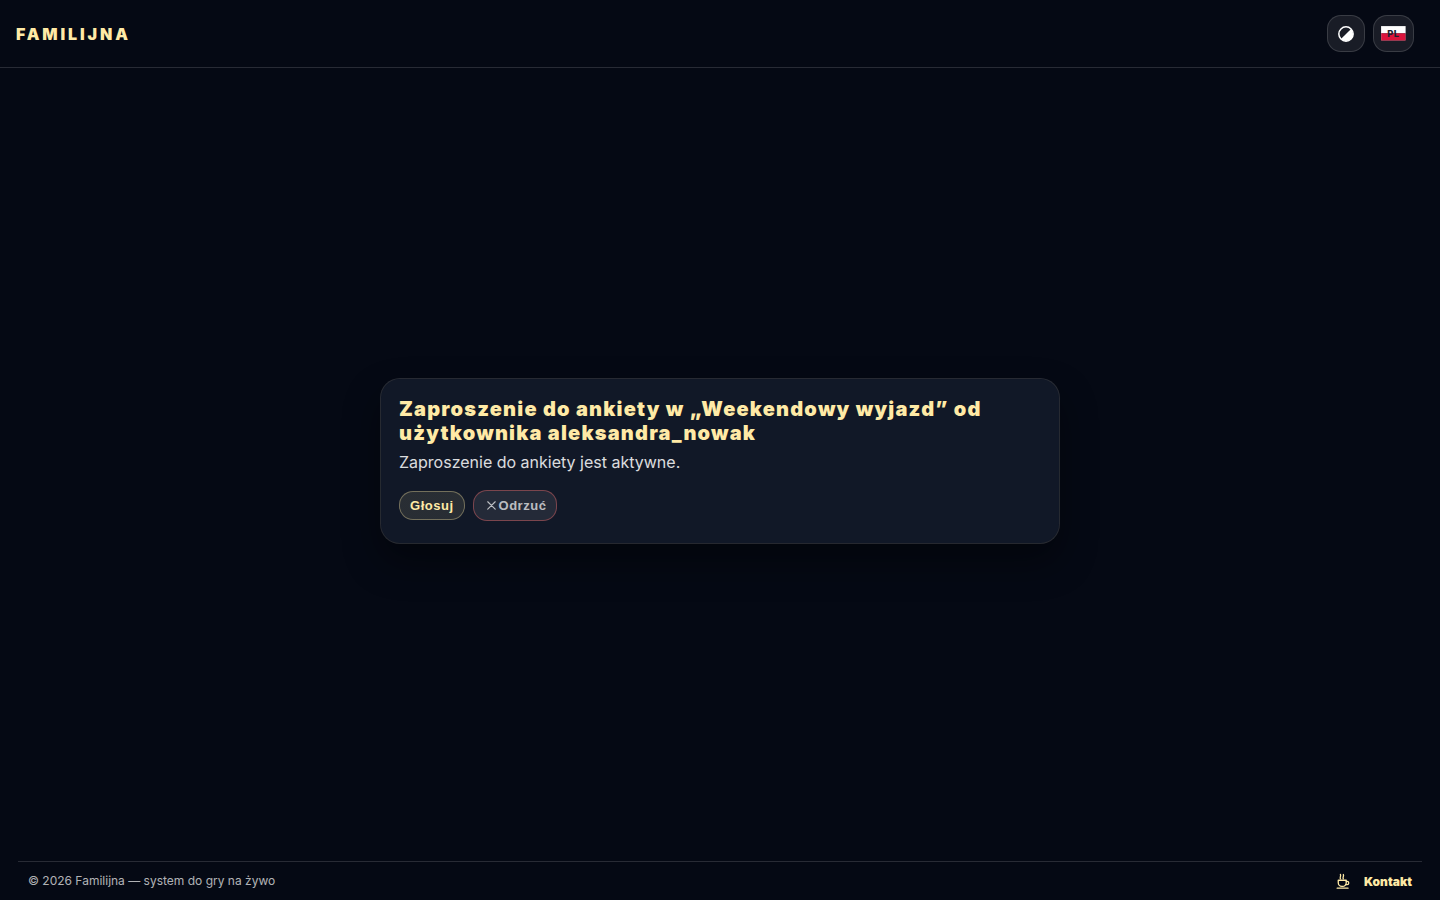 FAMILIJNA
PL
Zaproszenie do ankiety w „Weekendowy wyjazd” od
użytkownika aleksandra_nowak
Zaproszenie do ankiety jest aktywne.
Głosuj
Odrzuć
© 2026 Familijna — system do gry na żywo
Kontakt